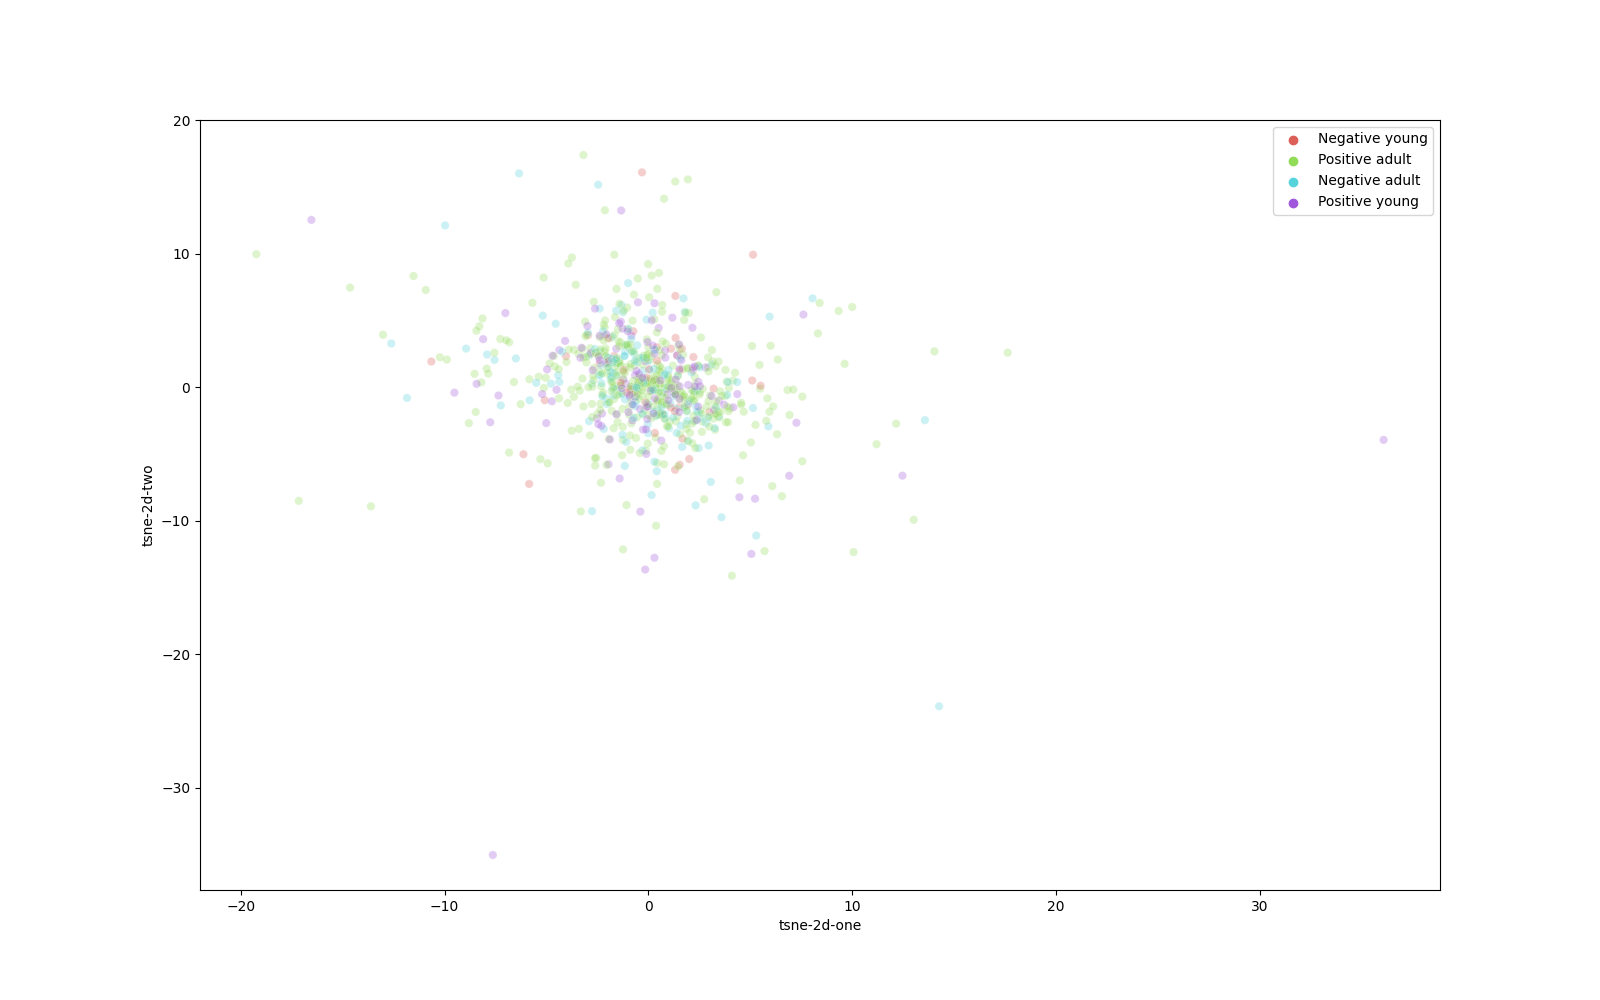 Negative young
Positive adult
Negative adult
Positive young
20
10
0
−10
−20
−30
tsne-2d-two
−20
−10
0
10
20
30
tsne-2d-one